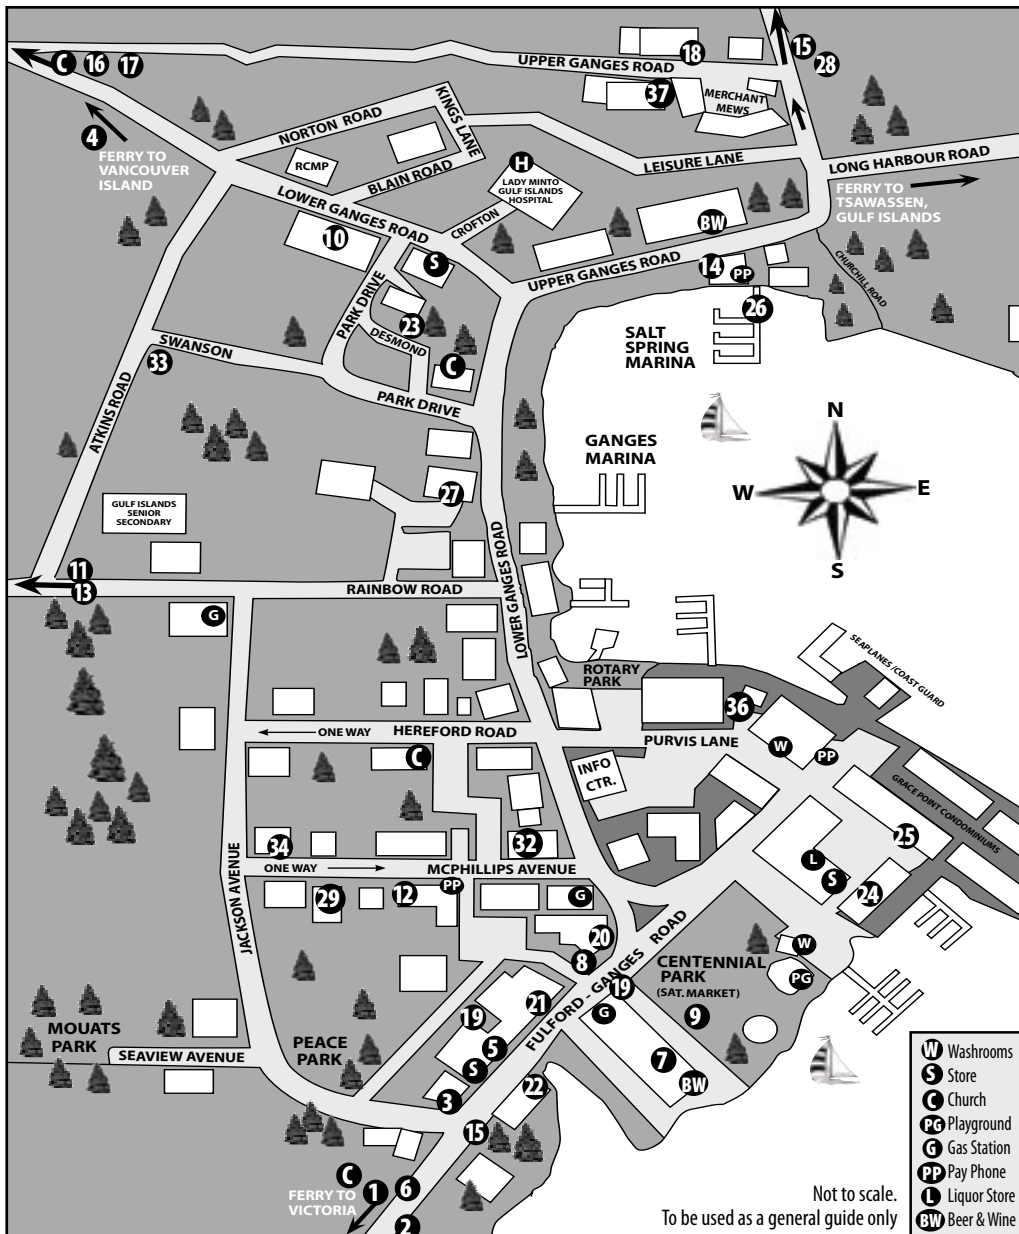 C 16 17
15
28
18
UPPER GANGES ROAD
37
MERCHANT
MEWS
4
FERRY TO
VANCOUVER
ISLAND
NORTON ROAD
KINGS LANE
RCMP
BLAIN ROAD
H
LADY MINTO
GULF ISLANDS
HOSPITAL
LEISURE LANE
LONG HARBOUR ROAD
FERRY TO
TSAWASSEN,
GULF ISLANDS
LOWER GANGES ROAD
10
CROFTON
BW
S
UPPER GANGES ROAD
14
PP
CHURCHILL ROAD
26
PARK DRIVE
23
DESMOND
SALT
SPRING
MARINA
SWANSON
33
C
PARK DRIVE
ATKINS ROAD
GANGES
MARINA
N
W
E
S
27
GULF ISLANDS
SENIOR
SECONDARY
LOWER GANGES ROAD
11
13
RAINBOW ROAD
G
ROTARY
PARK
SEAPLANES/COAST GUARD
36
HEREFORD ROAD
ONE WAY
PURVIS LANE
W
PP
C
INFO
CTR.
GRACE POINT CONDOMINIUMS
34
32
25
ONE WAY
MCPHILLIPS AVENUE
L
S
24
JACKSON AVENUE
29
12
PP
G
20
8
FULFORD - GANGES ROAD
CENTENNIAL
PARK
(SAT. MARKET)
W
PG
19
9
21
19
G
MOUATS
PARK
SEAVIEW AVENUE
PEACE
PARK
5
7
S
BW
22
3
15
C
FERRY TO
VICTORIA
1
6
2
Not to scale.
To be used as a general guide only
W Washrooms
S Store
C Church
PG Playground
G Gas Station
PP Pay Phone
L Liquor Store
BW Beer & Wine